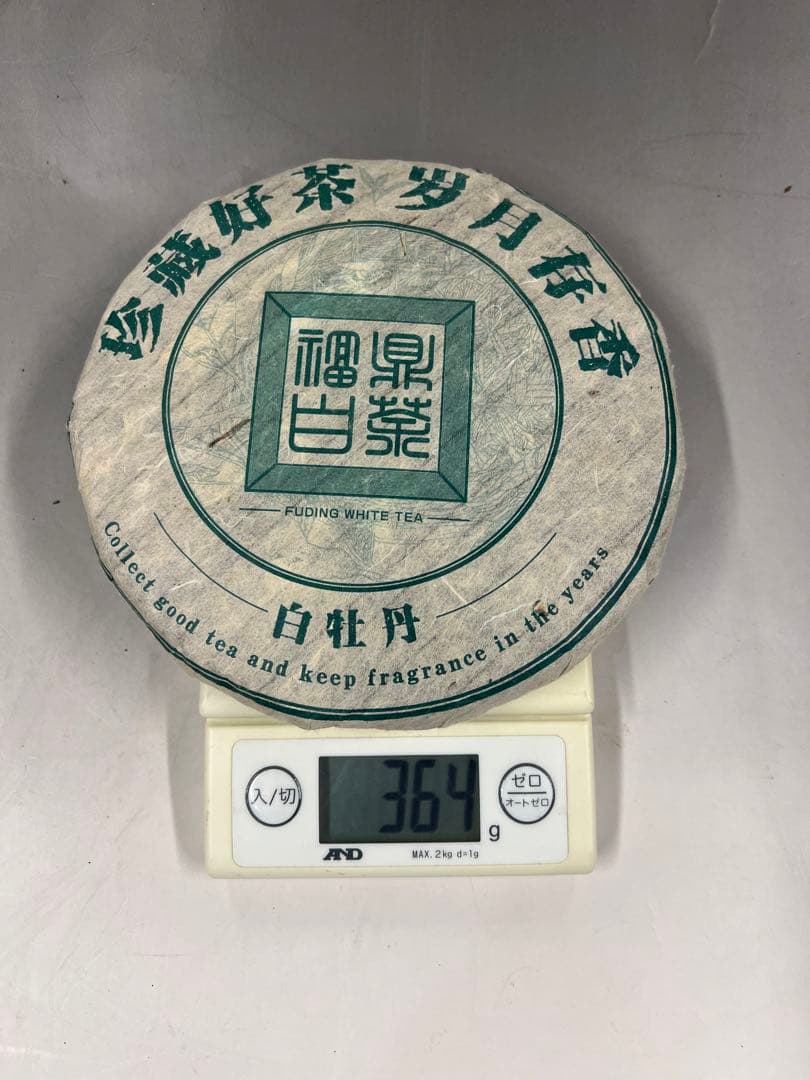 珍藏好茶 岁月存香
福鼎
白茶
FUDING WHITE TEA
白牡丹
Collect good tea and keep fragrance in the years
入/切
364 g
ゼロ
オートゼロ
AND
MAX. 2kg d=1g